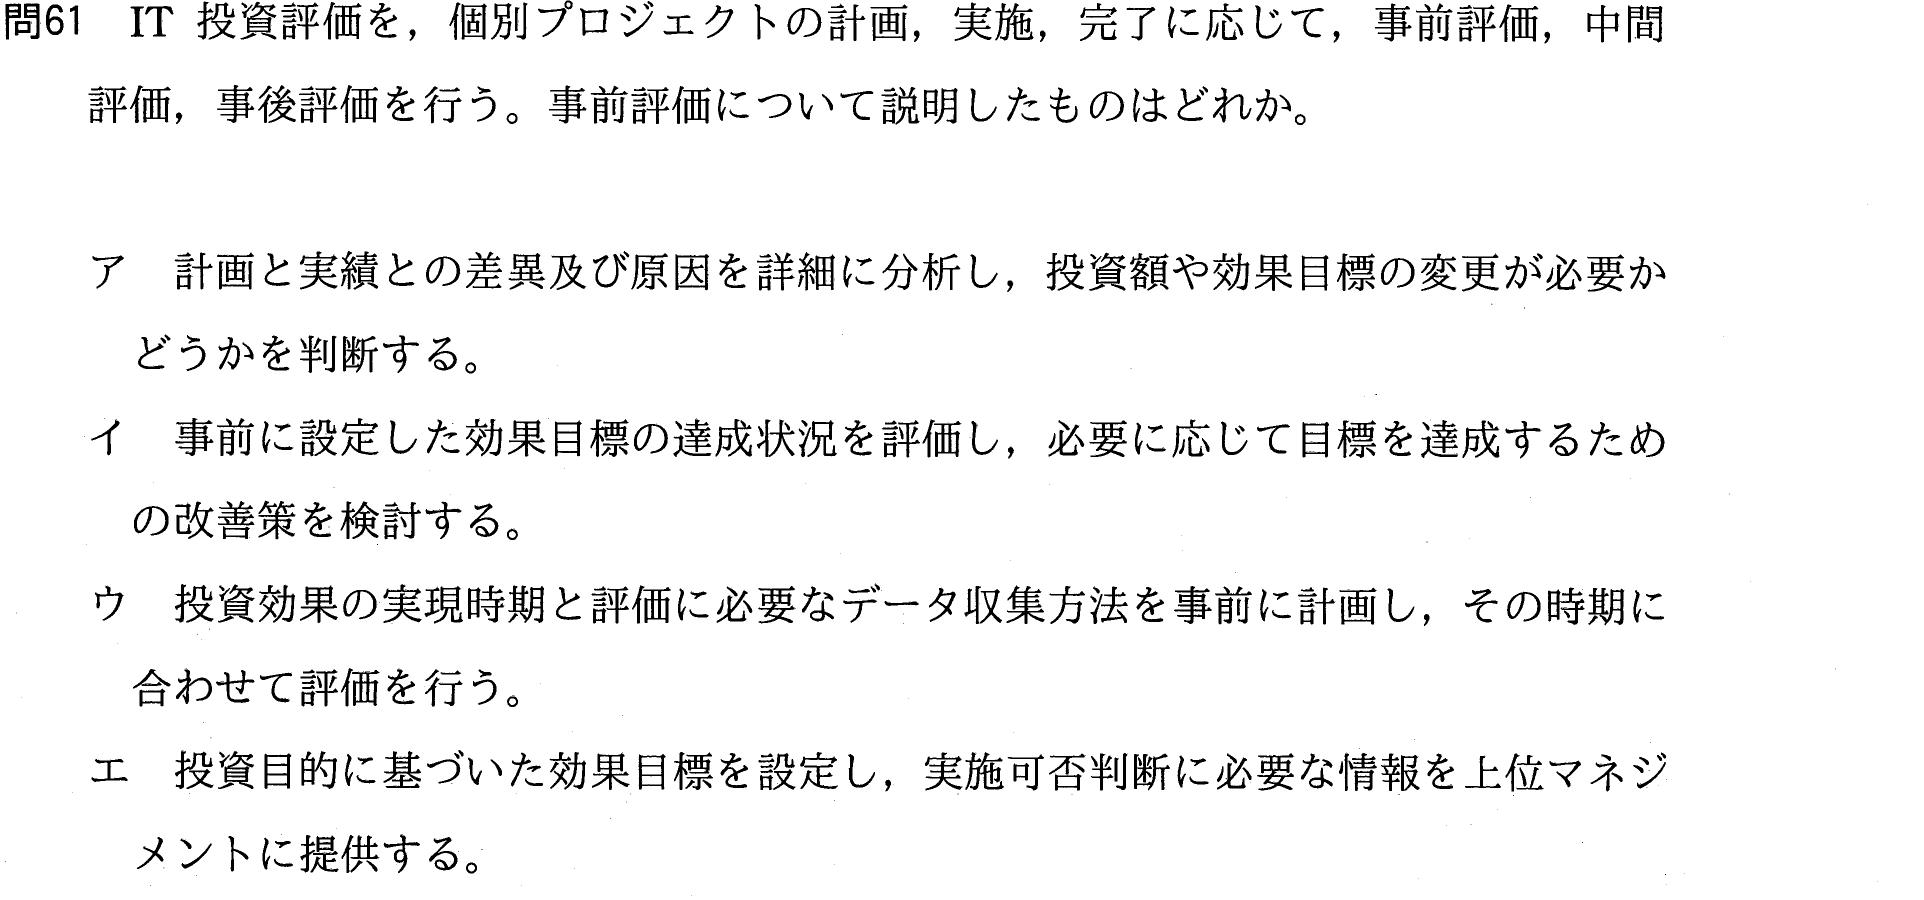 問61　IT 投資評価を，個別プロジェクトの計画，実施，完了に応じて，事前評価，中間
評価，事後評価を行う。事前評価について説明したものはどれか。
ア　計画と実績との差異及び原因を詳細に分析し，投資額や効果目標の変更が必要か
どうかを判断する。
イ　事前に設定した効果目標の達成状況を評価し，必要に応じて目標を達成するため
の改善策を検討する。
ウ　投資効果の実現時期と評価に必要なデータ収集方法を事前に計画し，その時期に
合わせて評価を行う。
エ　投資目的に基づいた効果目標を設定し，実施可否判断に必要な情報を上位マネジ
メントに提供する。